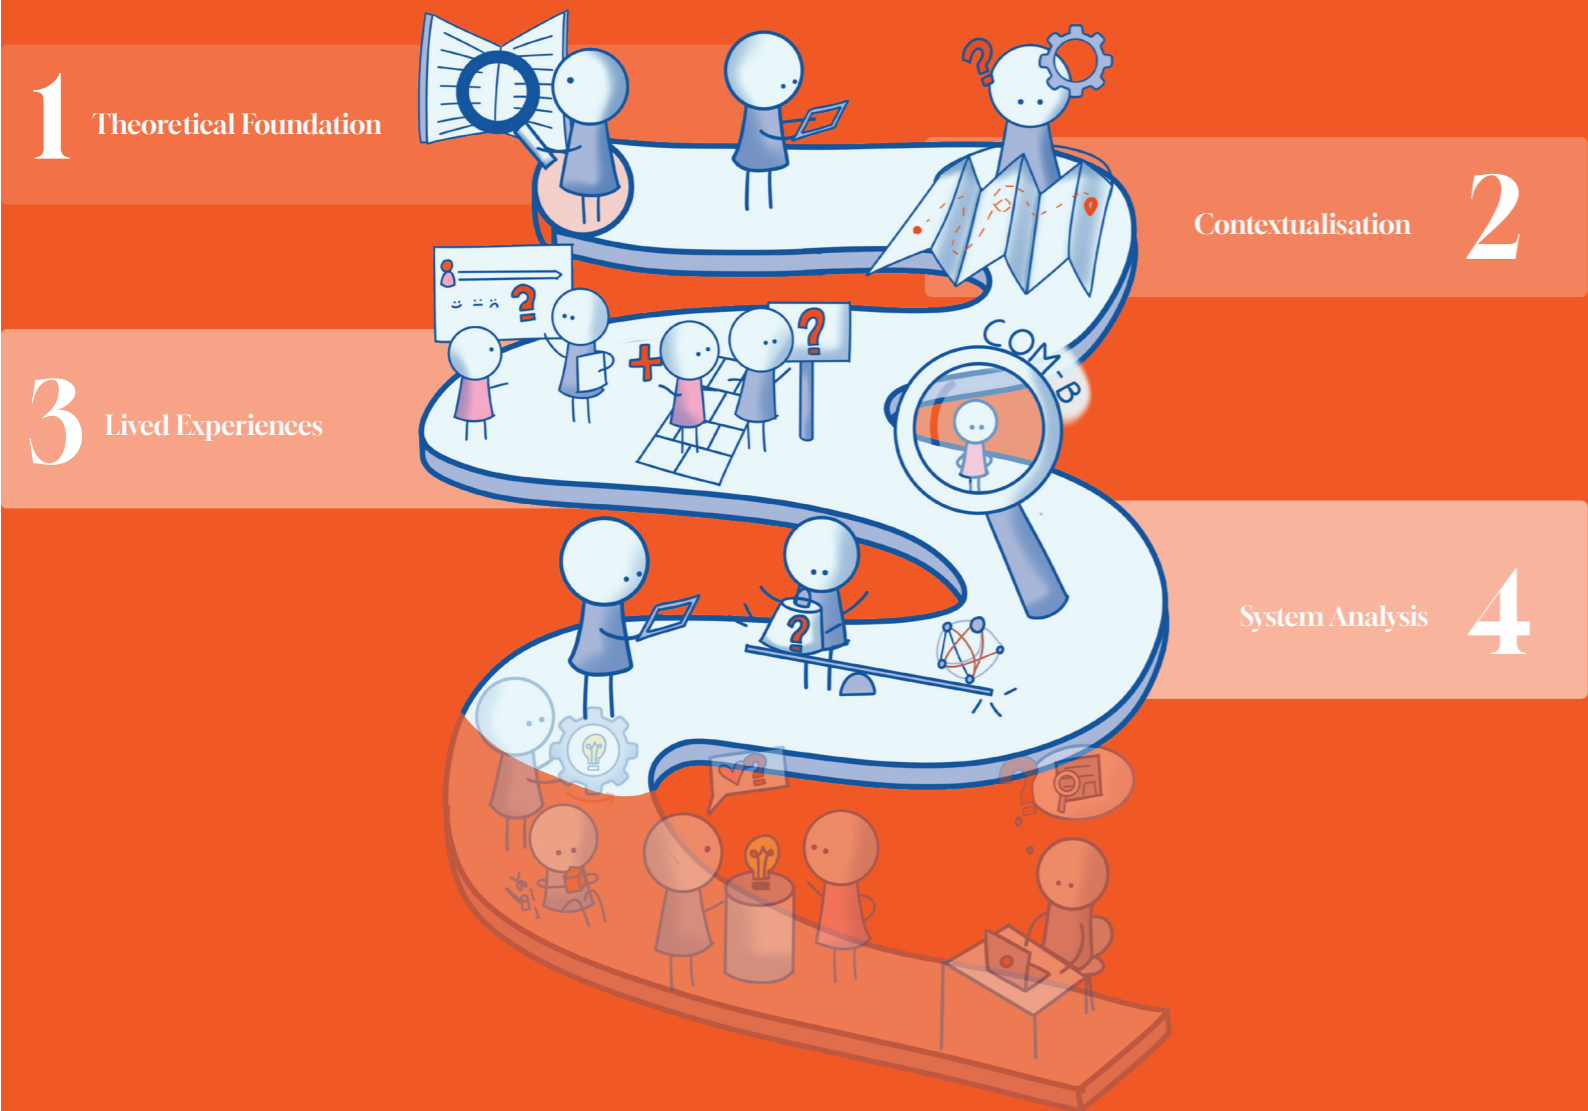 1 Theoretical Foundation
?
Contextualisation 2
?
?
COM-B
3 Lived Experiences
?
System Analysis 4
?
?